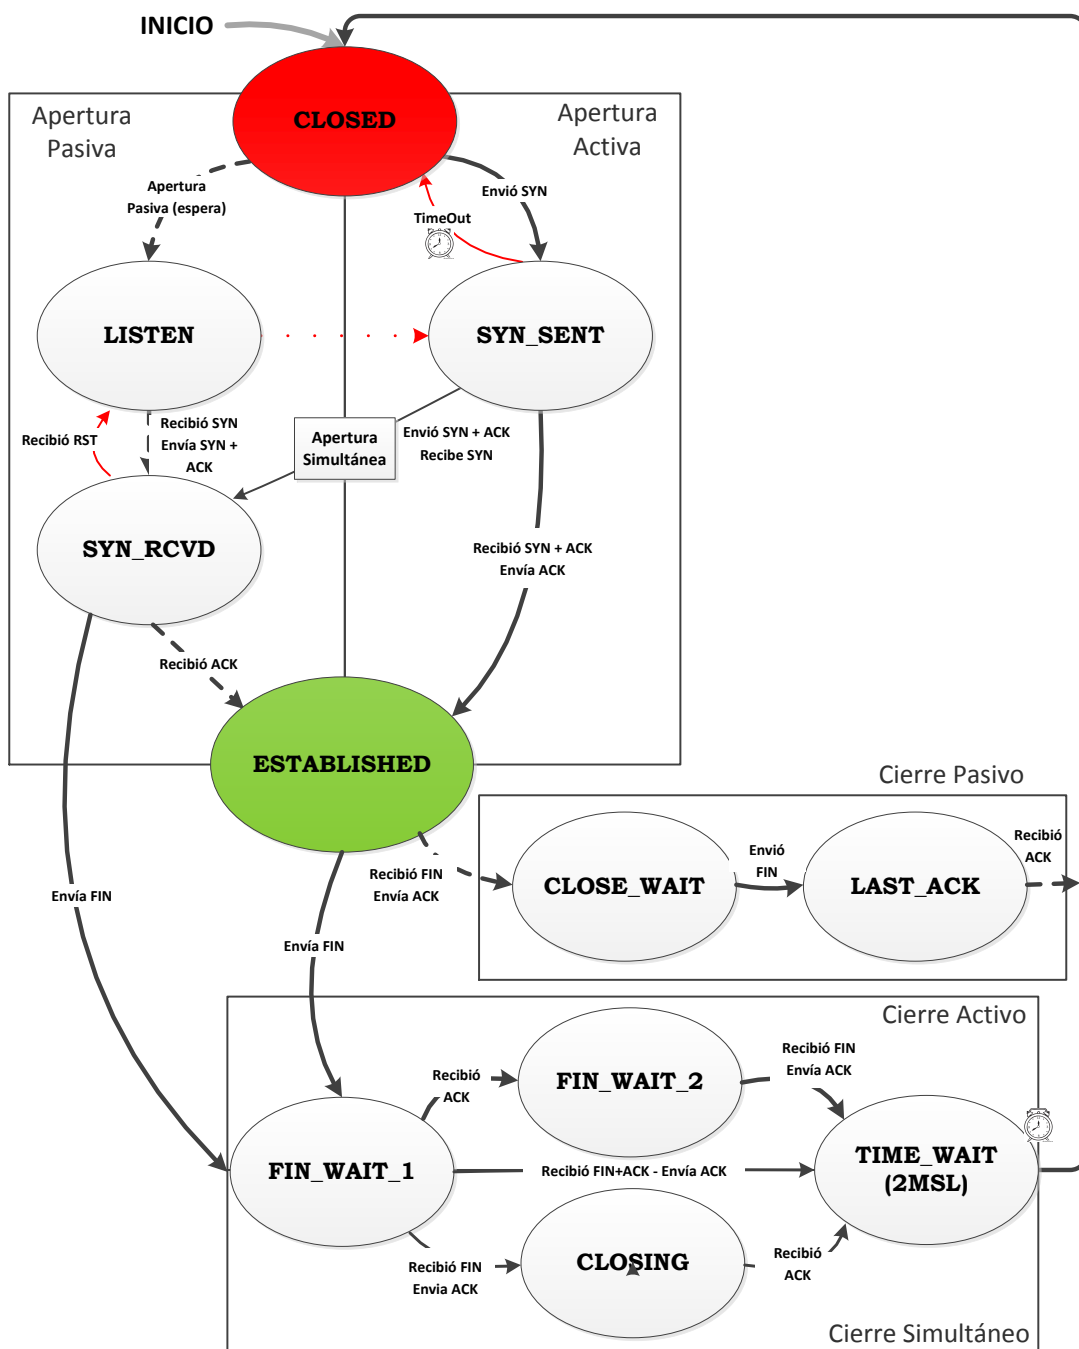 INICIO
CLOSED
Apertura
Pasiva
Apertura
Activa
Apertura
Pasiva (espera)
Envió SYN
TimeOut
LISTEN
SYN_SENT
Recibió RST
Recibió SYN
Envía SYN +
ACK
Apertura
Simultánea
Envió SYN + ACK
Recibe SYN
SYN_RCVD
Recibió SYN + ACK
Envía ACK
Recibió ACK
ESTABLISHED
Cierre Pasivo
Recibió FIN
Envía ACK
CLOSE_WAIT
Envió
FIN
LAST_ACK
Recibió
ACK
Envía FIN
Envía FIN
Cierre Activo
Recibió
ACK
FIN_WAIT_2
Recibió FIN
Envía ACK
FIN_WAIT_1
Recibió FIN+ACK - Envía ACK
TIME_WAIT
(2MSL)
Recibió FIN
Envia ACK
CLOSING
Recibió
ACK
Cierre Simultáneo